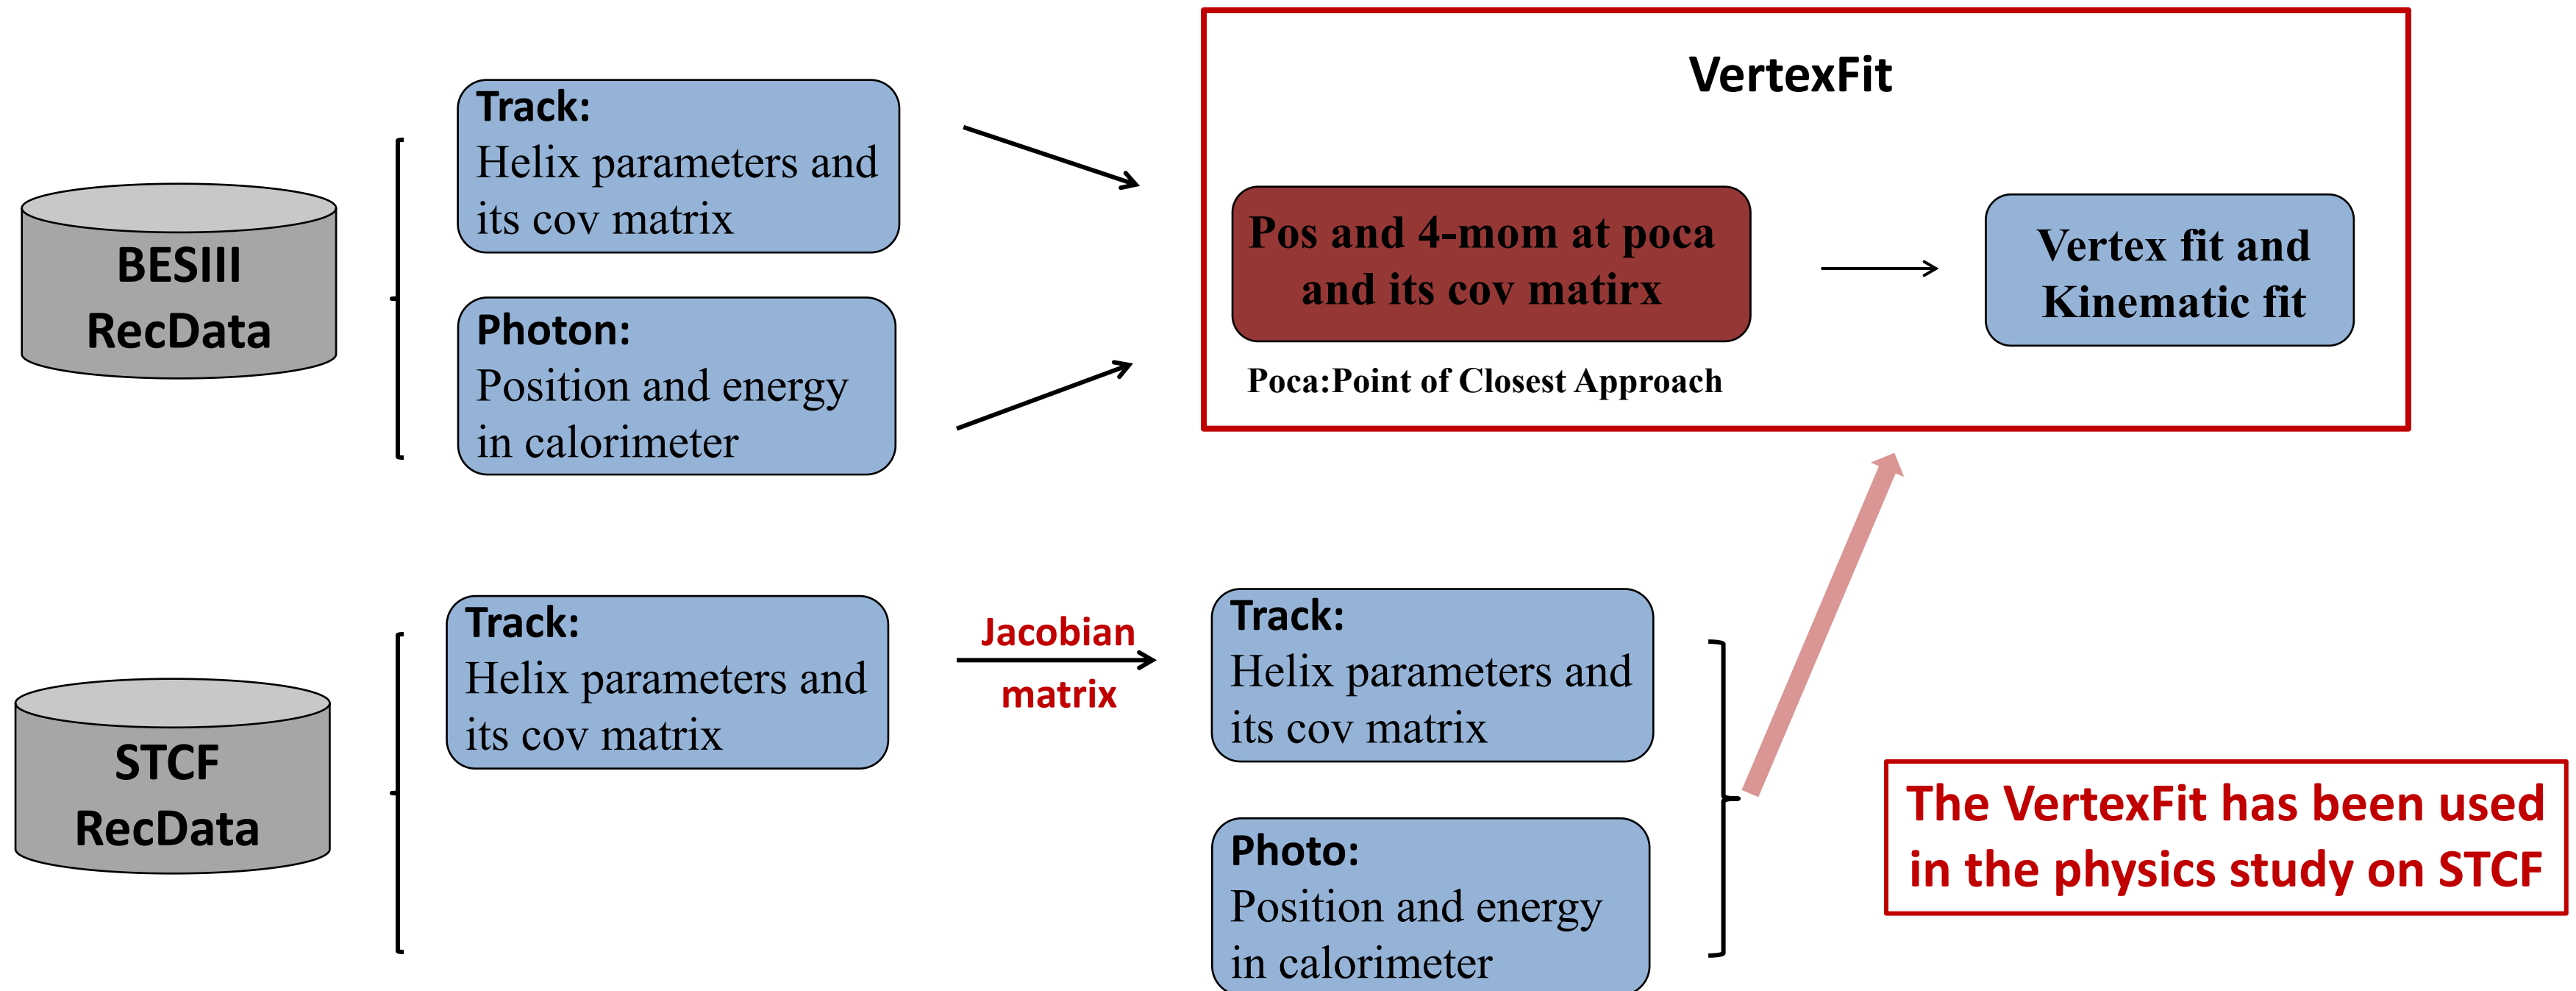 BESIII
RecData
Track:
Helix parameters and
its cov matrix
Photon:
Position and energy
in calorimeter
VertexFit
Pos and 4-mom at poca
and its cov matirx
Poca:Point of Closest Approach
Vertex fit and
Kinematic fit
STCF
RecData
Track:
Helix parameters and
its cov matrix
Jacobian
matrix
Track:
Helix parameters and
its cov matrix
Photo:
Position and energy
in calorimeter
The VertexFit has been used
in the physics study on STCF